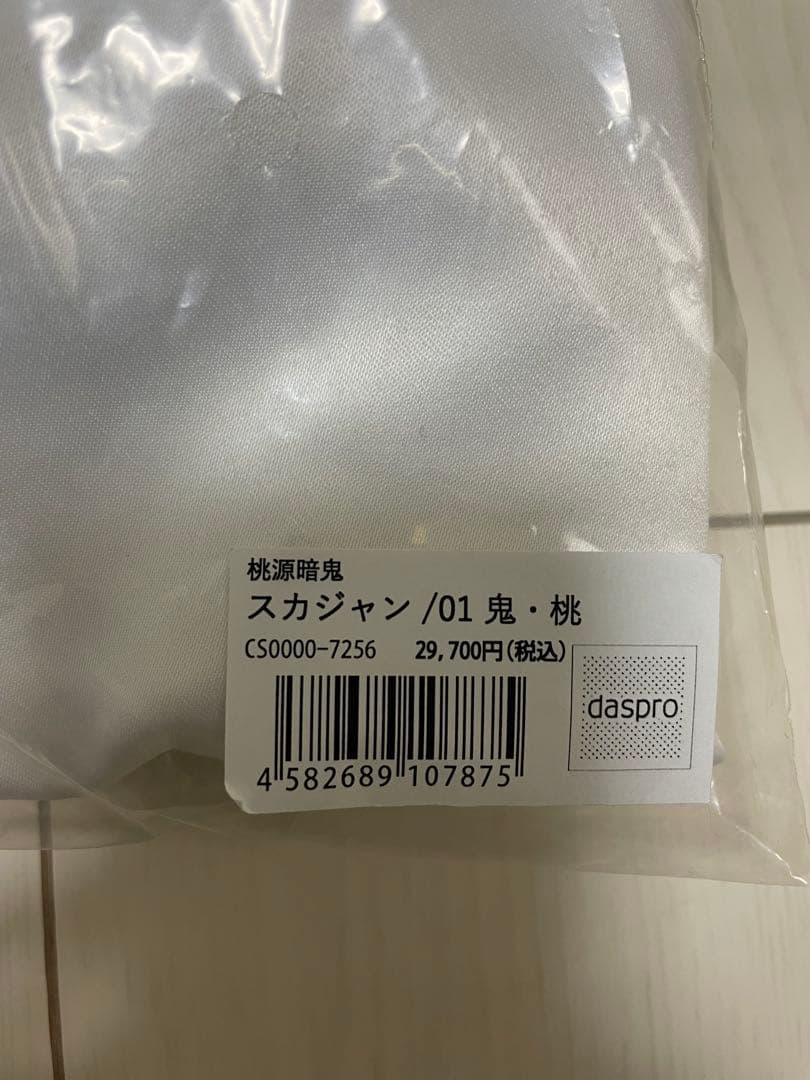 桃源暗鬼
スカジャン /01 鬼・桃
CS0000-7256 29,700円(税込)
daspro
4 582689 107875